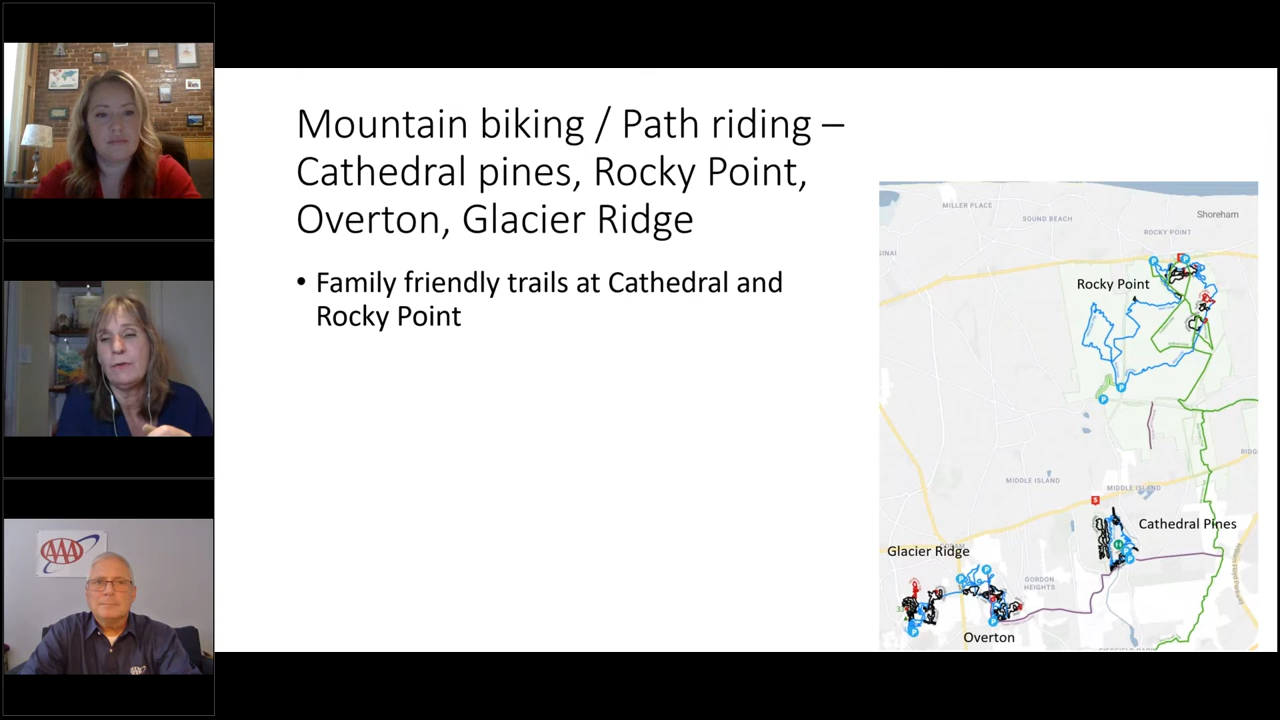 Mountain biking / Path riding –
Cathedral pines, Rocky Point,
Overton, Glacier Ridge
• Family friendly trails at Cathedral and
Rocky Point
MILLER PLACE
SOUND BEACH
Shoreham
ROCKY POINT
Rocky Point
MIDDLE ISLAND
MIDDLE ISLAND
Cathedral Pines
Glacier Ridge
GORDON
HEIGHTS
Overton
AAA
AAA